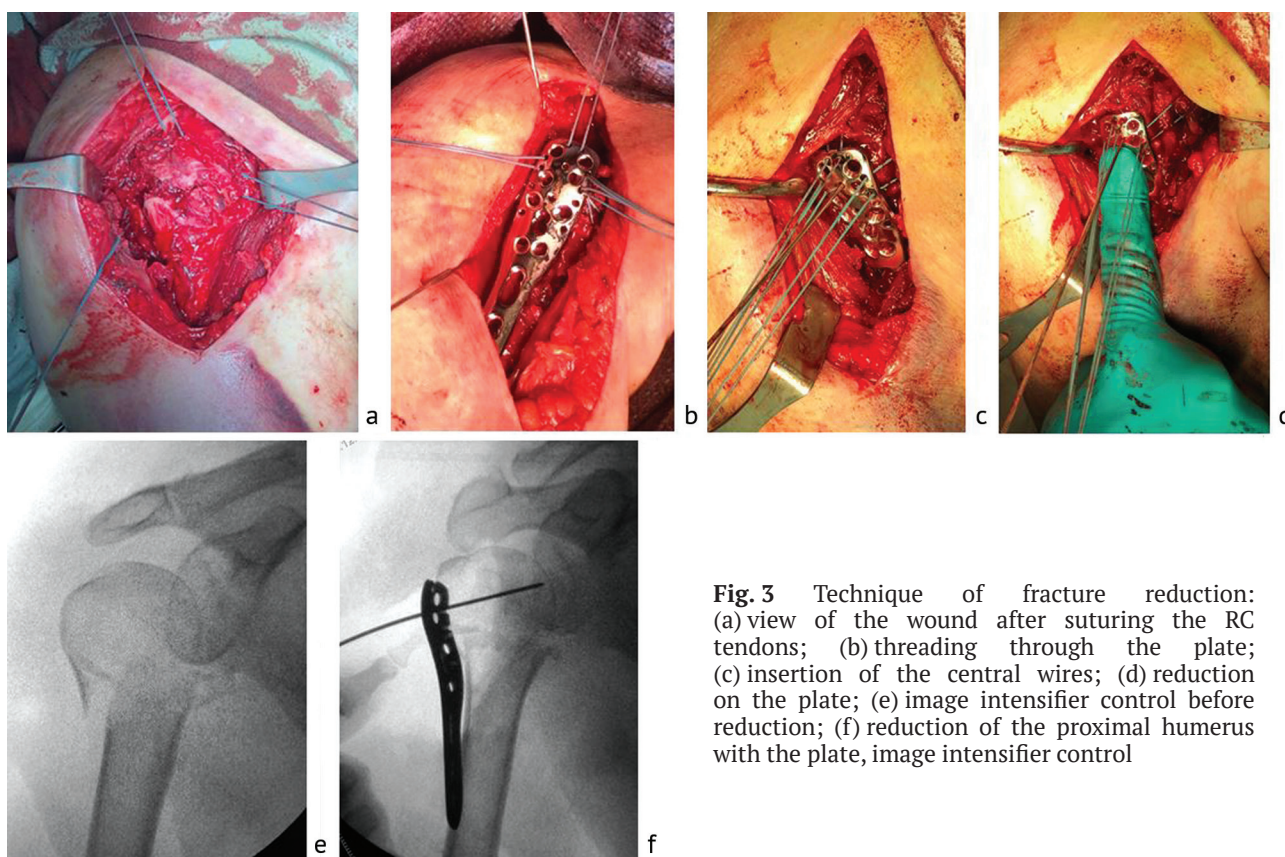 a
b
c
d
e
f
Fig. 3 Technique of fracture reduction:
(a) view of the wound after suturing the RC
tendons; (b) threading through the plate;
(c) insertion of the central wires; (d) reduction
on the plate; (e) image intensifier control before
reduction; (f) reduction of the proximal humerus
with the plate, image intensifier control